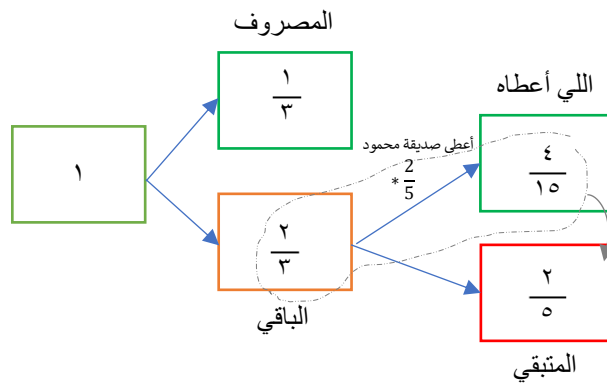 المصروف
١
٣
اللي أعطاه
١
أعطى صديقة محمود
* 2
5
٤
١٥
٢
٣
الباقي
٢
٥
المتبقي